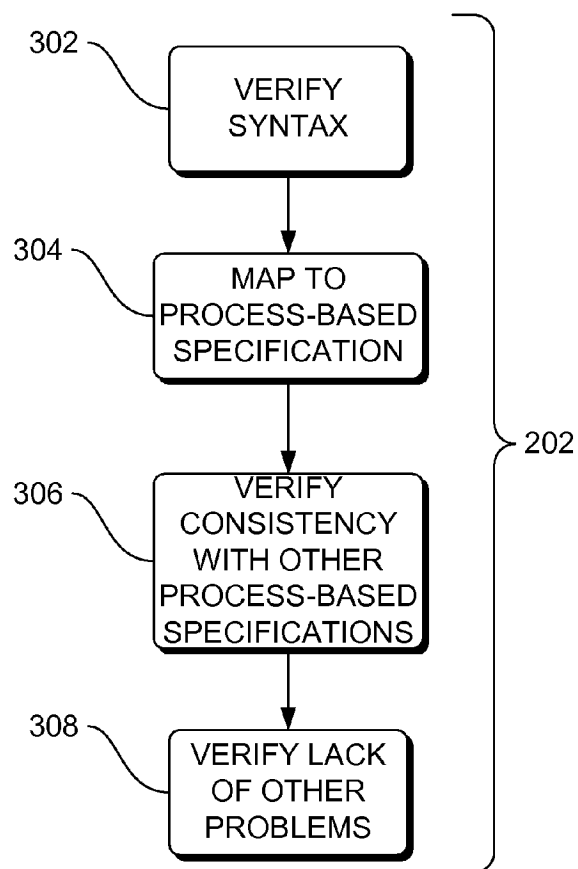 302
VERIFY
SYNTAX
304
MAP TO
PROCESS-BASED
SPECIFICATION
202
306
VERIFY
CONSISTENCY
WITH OTHER
PROCESS-BASED
SPECIFICATIONS
308
VERIFY LACK
OF OTHER
PROBLEMS